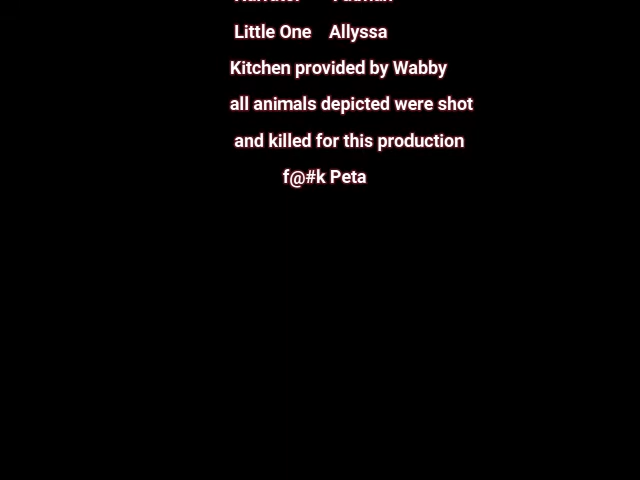 Little One Allyssa
Kitchen provided by Wabby
all animals depicted were shot
and killed for this production
f@#k Peta